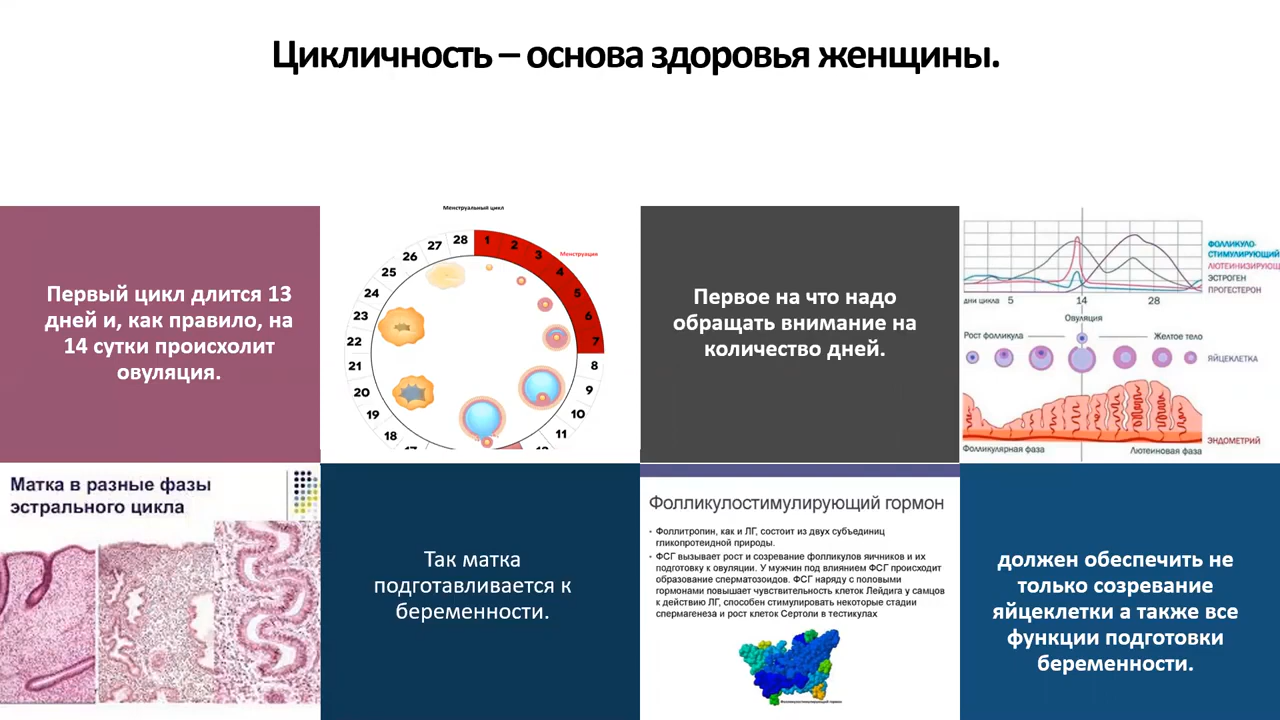 Цикличность – основа здоровья женщины.
Первый цикл длится 13
дней и, как правило, на
14 сутки происхолит
овуляция.
Менструальный цикл
Менструация
1
2
3
4
5
6
7
8
9
10
11
18
19
20
21
22
23
24
25
26
27
28
Первое на что надо
обращать внимание на
количество дней.
ФОЛЛИКУЛО-
СТИМУЛИРУЮЩИЙ
ЛЮТЕИНИЗИРУЮЩ
ЭСТРОГЕН
ПРОГЕСТЕРОН
дни цикла 5 14 28
Овуляция
Рост фолликула Желтое тело
ЯЙЦЕКЛЕТКА
ЭНДОМЕТРИЙ
Фолликулярная фаза Лютеиновая фаза
Матка в разные фазы
эстрального цикла
Так матка
подготавливается к
беременности.
Фолликулостимулирующий гормон
• Фоллитропин, как и ЛГ, состоит из двух субъединиц
гликопротеидной природы.
• ФСГ вызывает рост и созревание фолликулов яичников и их
подготовку к овуляции. У мужчин под влиянием ФСГ происходит
образование сперматозоидов. ФСГ наряду с половыми
гормонами повышает чувствительность клеток Лейдига у самцов
к действию ЛГ, способен стимулировать некоторые стадии
спермагенеза и рост клеток Сертоли в тестикулах
Фолликулостимулирующий гормон
должен обеспечить не
только созревание
яйцеклетки а также все
функции подготовки
беременности.